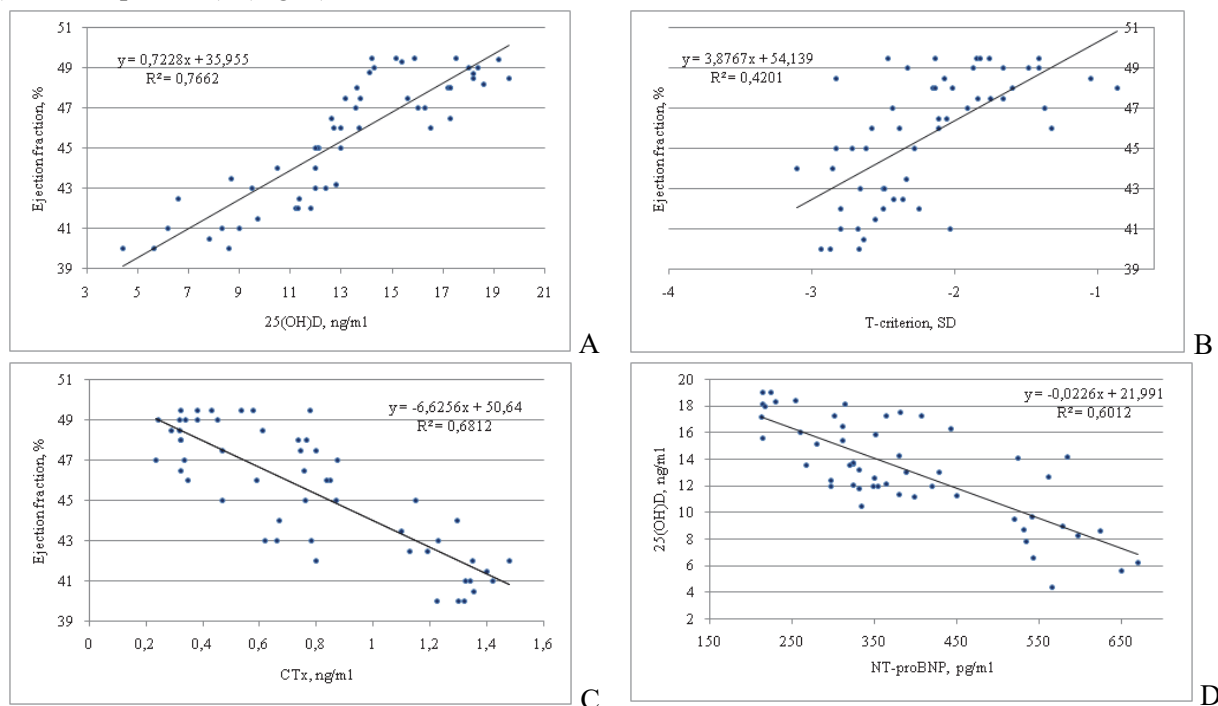 51
49
47
45
43
41
39
Ejection fraction, %
y = 0,7228x + 35,955
R² = 0,7662
3 5 7 9 11 13 15 17 19 21
25(OH)D, ng/ml
A
51
49
47
45
43
41
39
Ejection fraction, %
y = 3,8767x + 54,139
R² = 0,4201
-4 -3 -2 -1
T-criterion, SD
B
51
49
47
45
43
41
39
Ejection fraction, %
y = -6,6256x + 50,64
R² = 0,6812
0 0,2 0,4 0,6 0,8 1 1,2 1,4 1,6
CTx, ng/ml
C
20
18
16
14
12
10
8
6
4
2
25(OH)D, ng/ml
y = -0,0226x + 21,991
R² = 0,6012
150 250 350 450 550 650
NT-proBNP, pg/ml
D